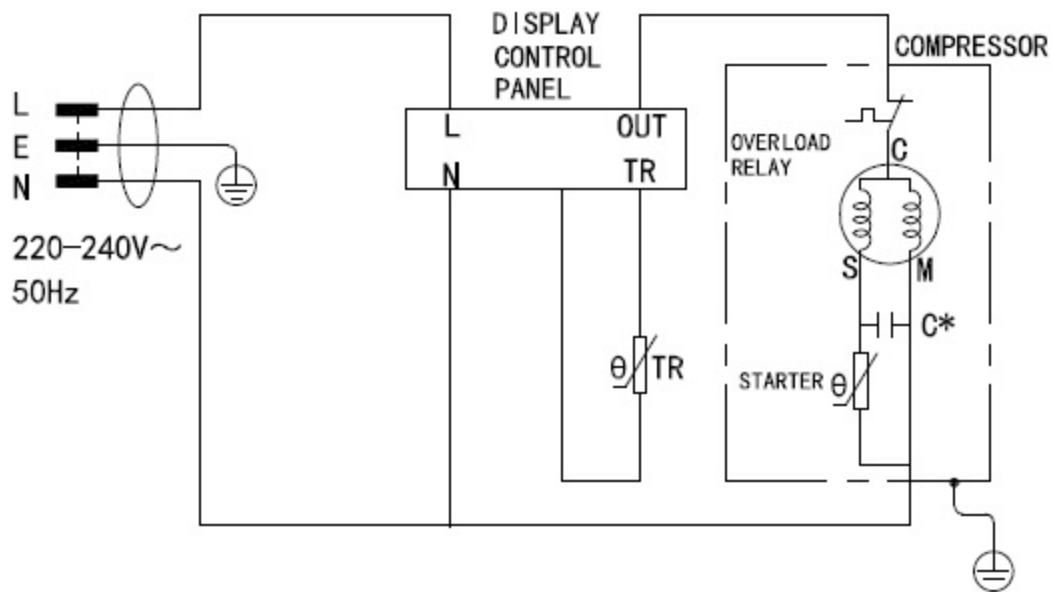 DISPLAY
CONTROL
PANEL
COMPRESSOR
L
E
N
220-240V～
50Hz
L
OUT
N
TR
OVERLOAD
RELAY
C
S
M
C*
θ TR
STARTER θ